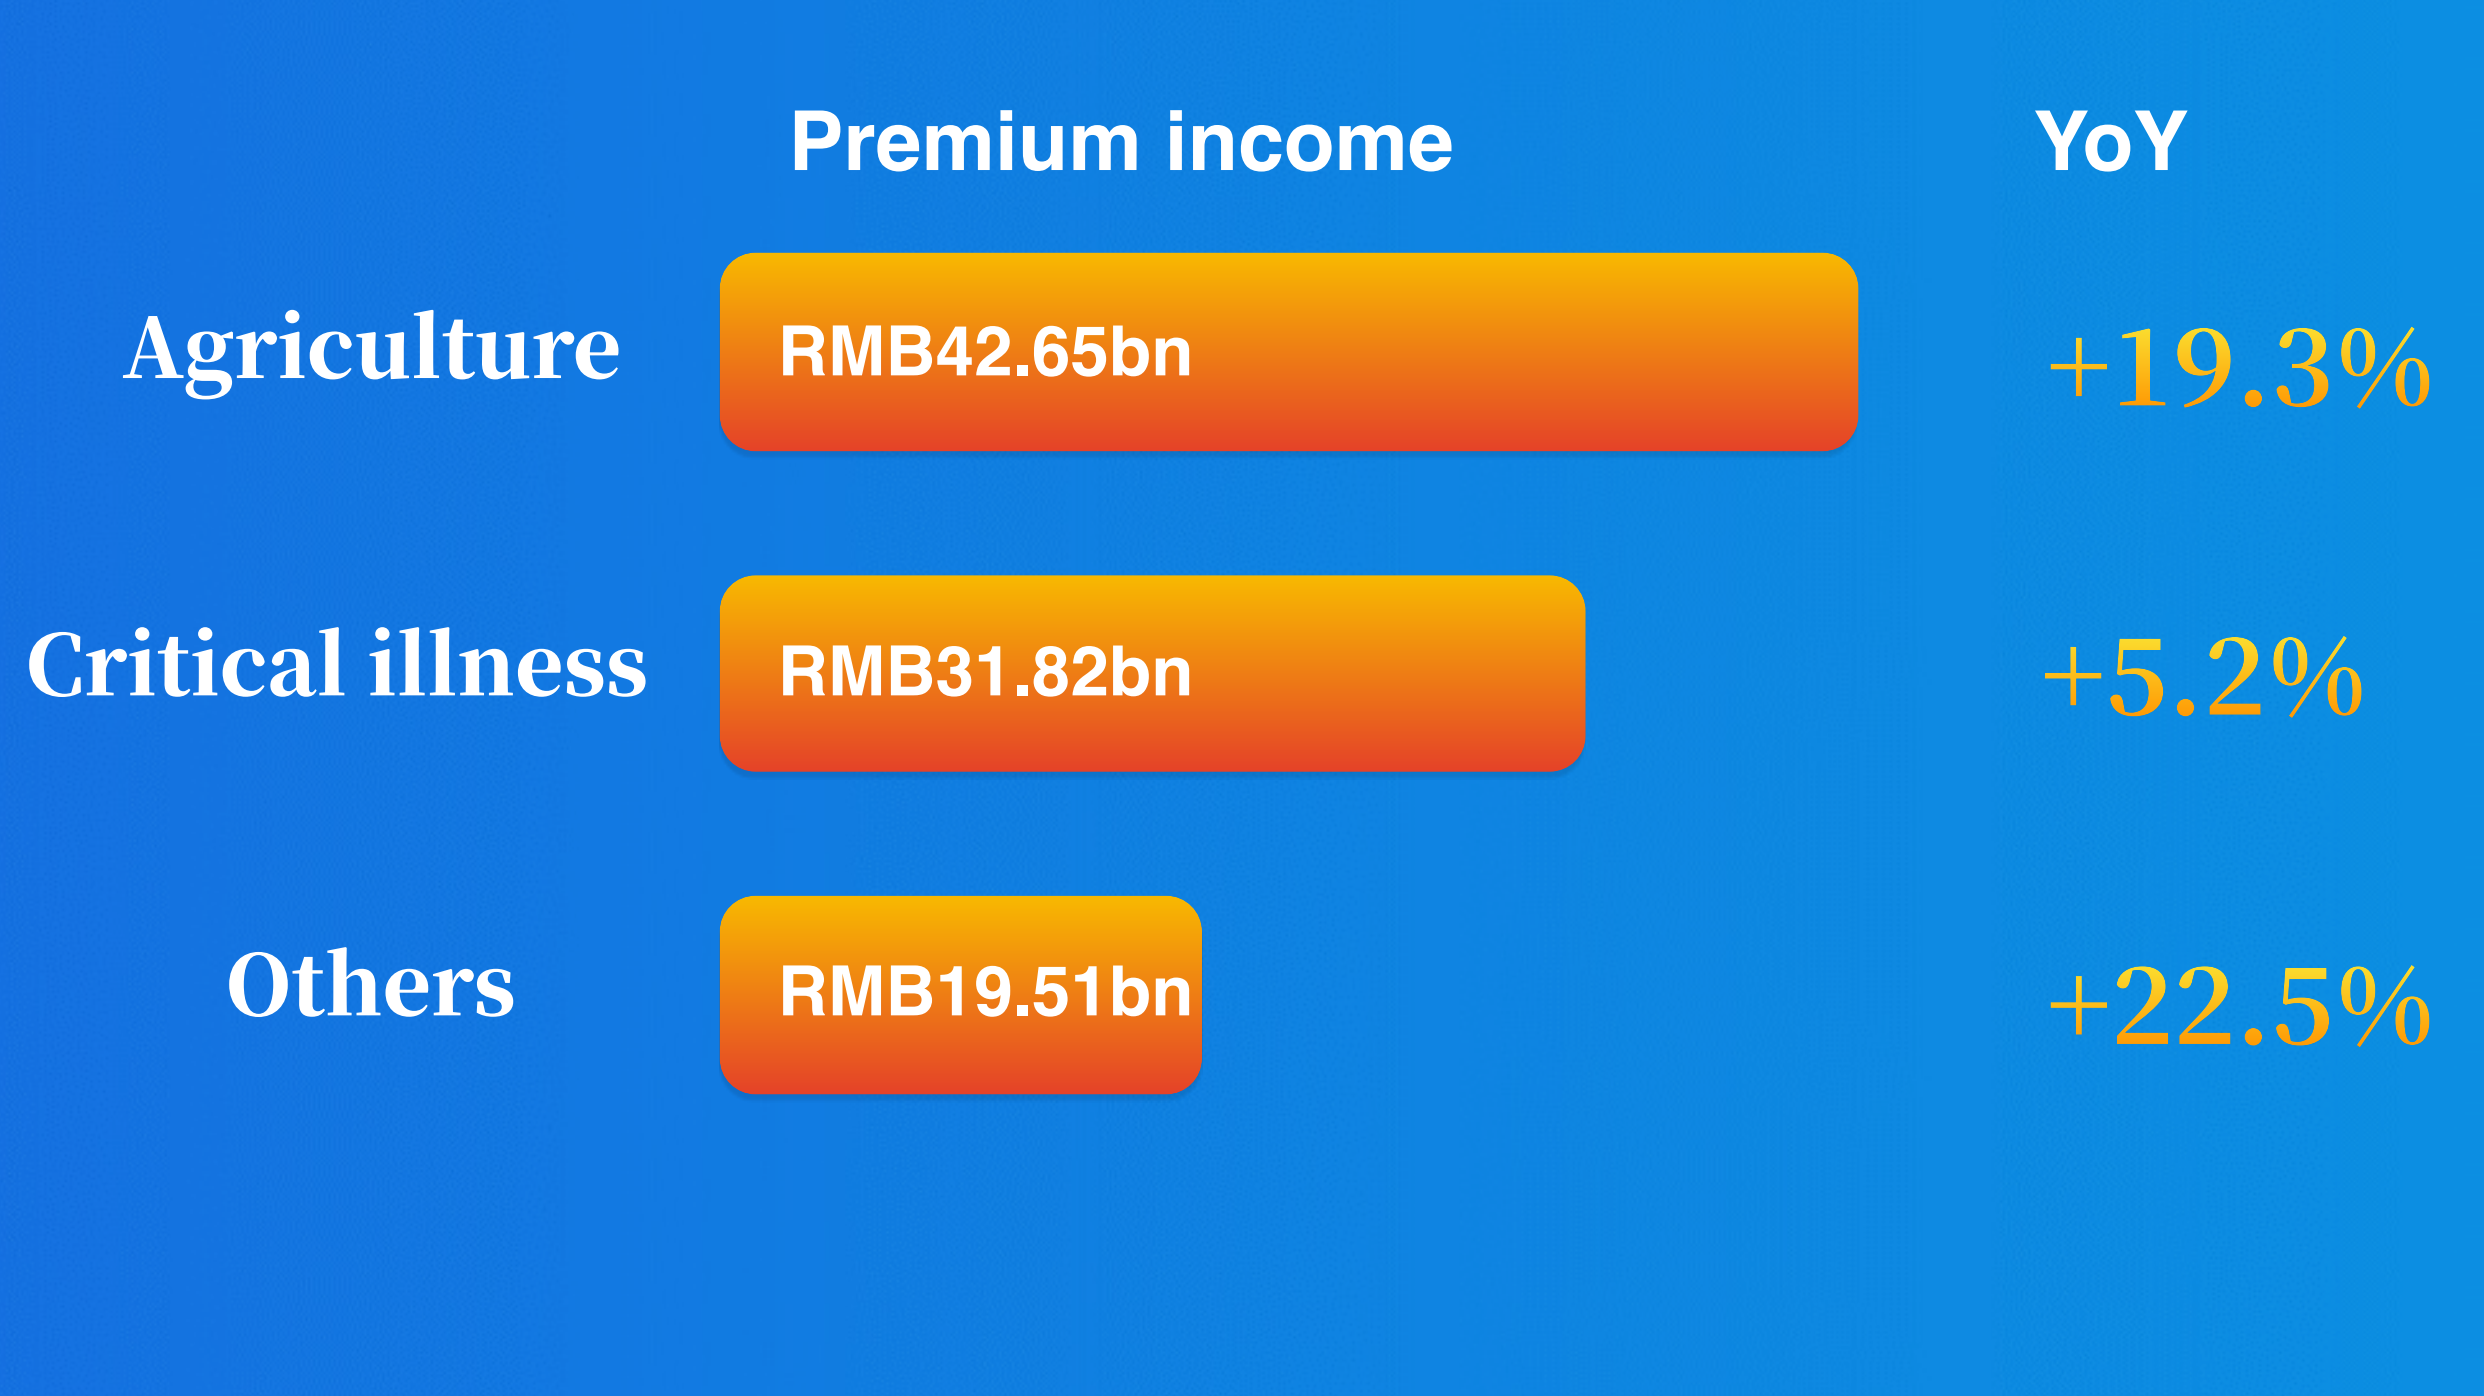 Premium income YoY
Agriculture RMB42.65bn +19.3%
Critical illness RMB31.82bn +5.2%
Others RMB19.51bn +22.5%